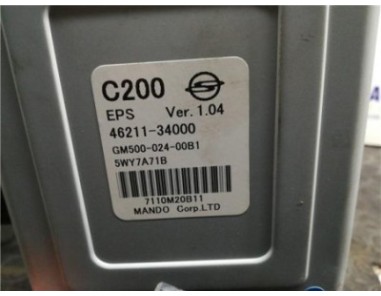 C200
EPS Ver.1.04
46211-34000
GM500-024-00B1
5WY7A71B
7110M20B11
MANDO Corp.LTD